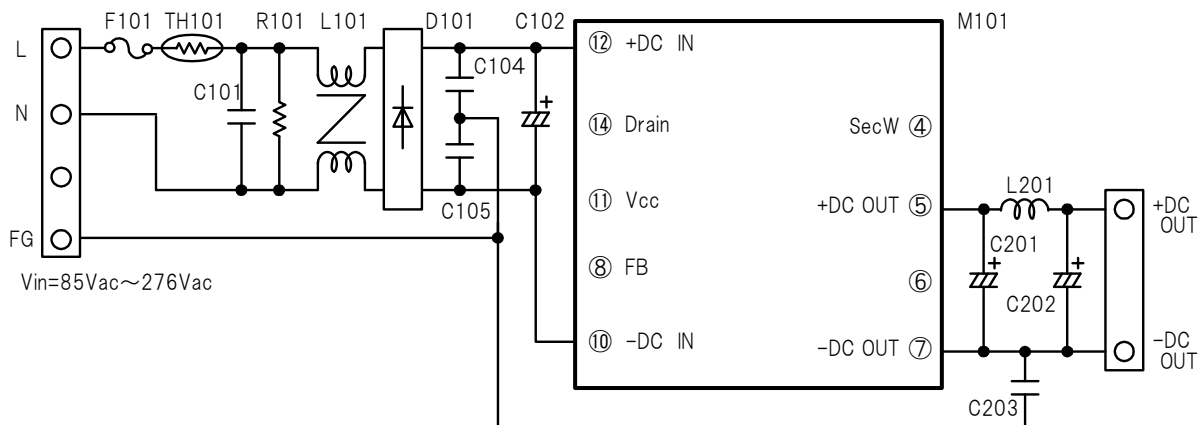 F101 TH101 R101 L101 D101 C102 M101
L
⑫ +DC IN
C104
C101
N
⑭ Drain
SecW ④
L201
⑪ Vcc
+DC OUT ⑤
+DC
OUT
C105
FG
C201
⑧ FB
⑥
Vin=85Vac～276Vac
C202
⑩ -DC IN
-DC OUT ⑦
-DC
OUT
C203